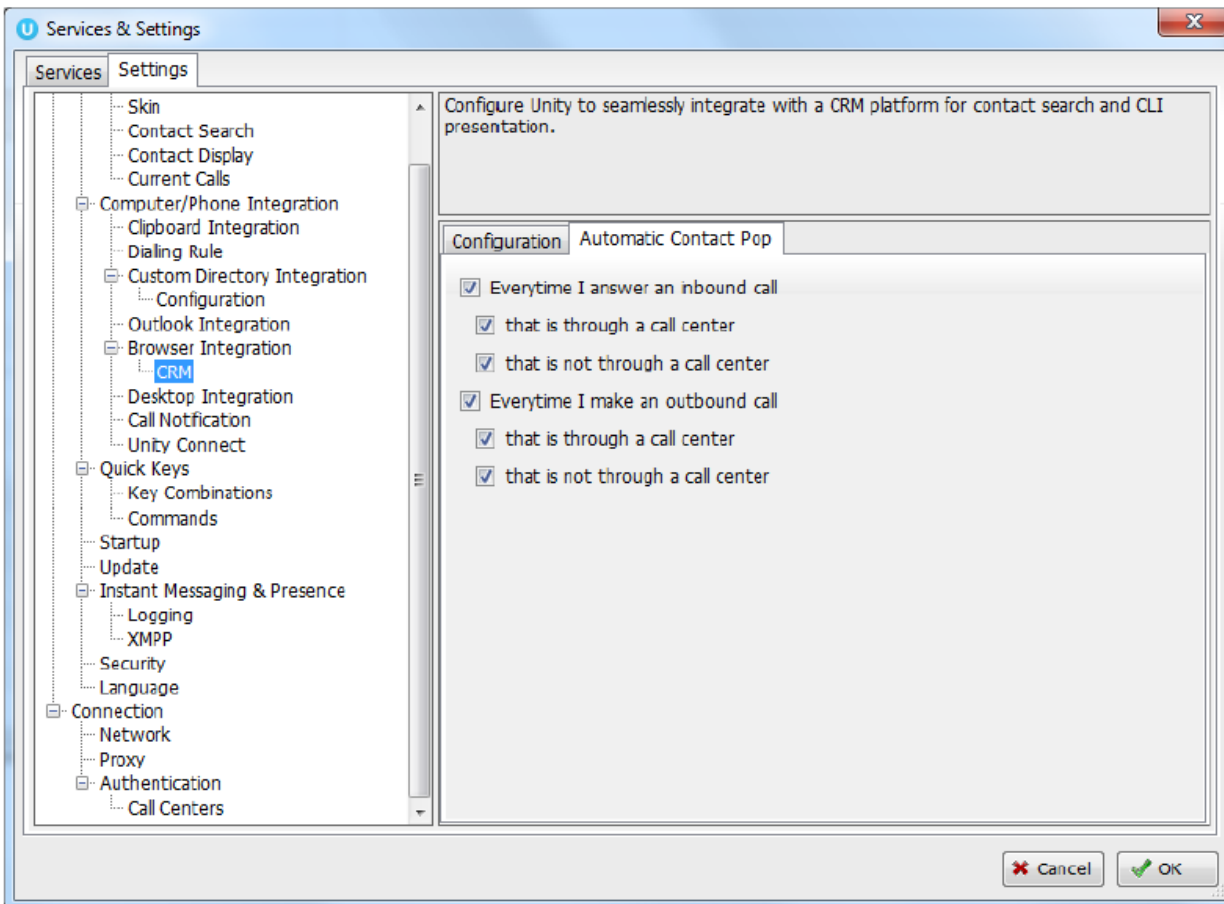 Services & Settings
X
Services
Settings
Skin
Contact Search
Contact Display
Current Calls
Computer/Phone Integration
Clipboard Integration
Dialing Rule
Custom Directory Integration
Configuration
Outlook Integration
Browser Integration
CRM
Desktop Integration
Call Notification
Unity Connect
Quick Keys
Key Combinations
Commands
Startup
Update
Instant Messaging & Presence
Logging
XMPP
Security
Language
Connection
Network
Proxy
Authentication
Call Centers
Configure Unity to seamlessly integrate with a CRM platform for contact search and CLI
presentation.
Configuration
Automatic Contact Pop
Everytime I answer an inbound call
that is through a call center
that is not through a call center
Everytime I make an outbound call
that is through a call center
that is not through a call center
Cancel
OK